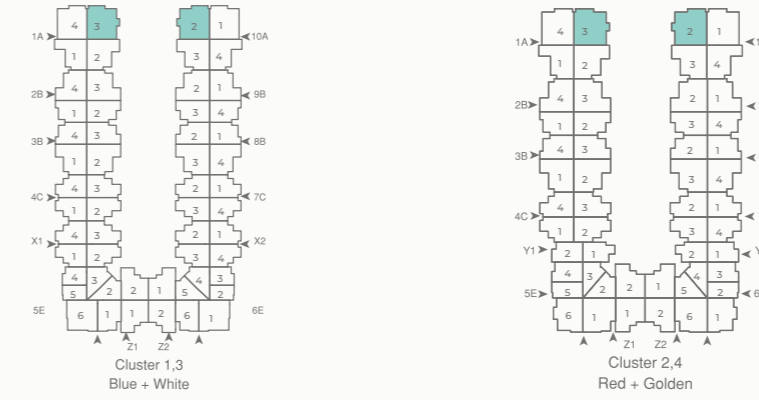 4 3 2 1 4 3 2 1
1A 10A 1A 1
1 2 3 4 1 2 3 4
2B 4 3 2 1 9B 2B 4 3 2 1
1 2 3 4 1 2 3 4
3B 4 3 2 1 8B 3B 4 3 2 1
1 2 3 4 1 2 3 4
4C 4 3 2 1 7C 4C 4 3 2 1
1 2 3 4 1 2 3 4
X1 4 3 2 1 X2 Y1 2 1 2 1 Y
1 2 3 4
4 3 2 2 1 5 4 3 4 3 2 2 1 5 4 3
5 2 5E 5 2 6
5E 6 1 1 2 6 1 6E 6 1 1 2 6 1
Z1 Z2 Z1 Z2
Cluster 1,3 Cluster 2,4
Blue + White Red + Golden